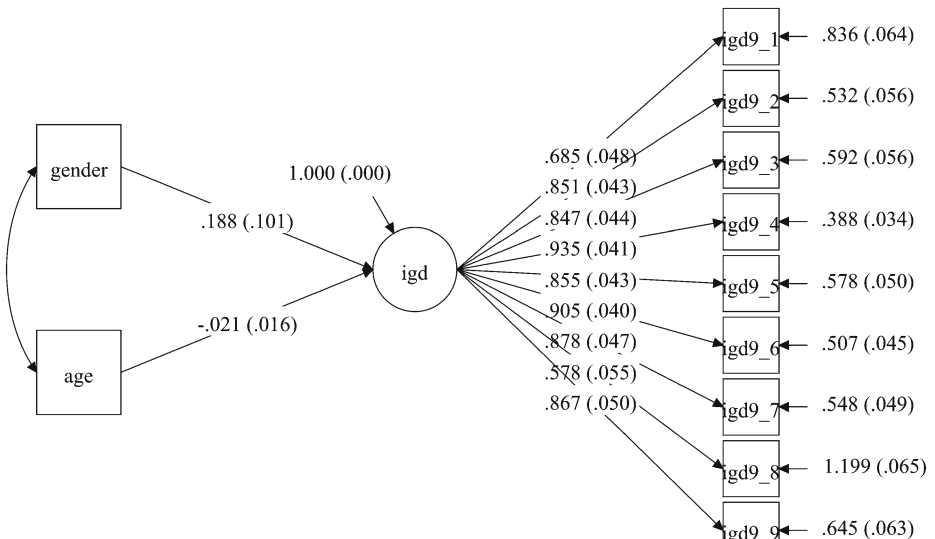 igd9_1 .836 (.064)
igd9_2 .532 (.056)
igd9_3 .592 (.056)
igd9_4 .388 (.034)
igd9_5 .578 (.050)
igd9_6 .507 (.045)
igd9_7 .548 (.049)
igd9_8 1.199 (.065)
igd9_9 .645 (.063)
gender
age
1.000 (.000)
.188 (.101)
-.021 (.016)
igd
.685 (.048)
.851 (.043)
.847 (.044)
.935 (.041)
.855 (.043)
.905 (.040)
.878 (.047)
.578 (.055)
.867 (.050)